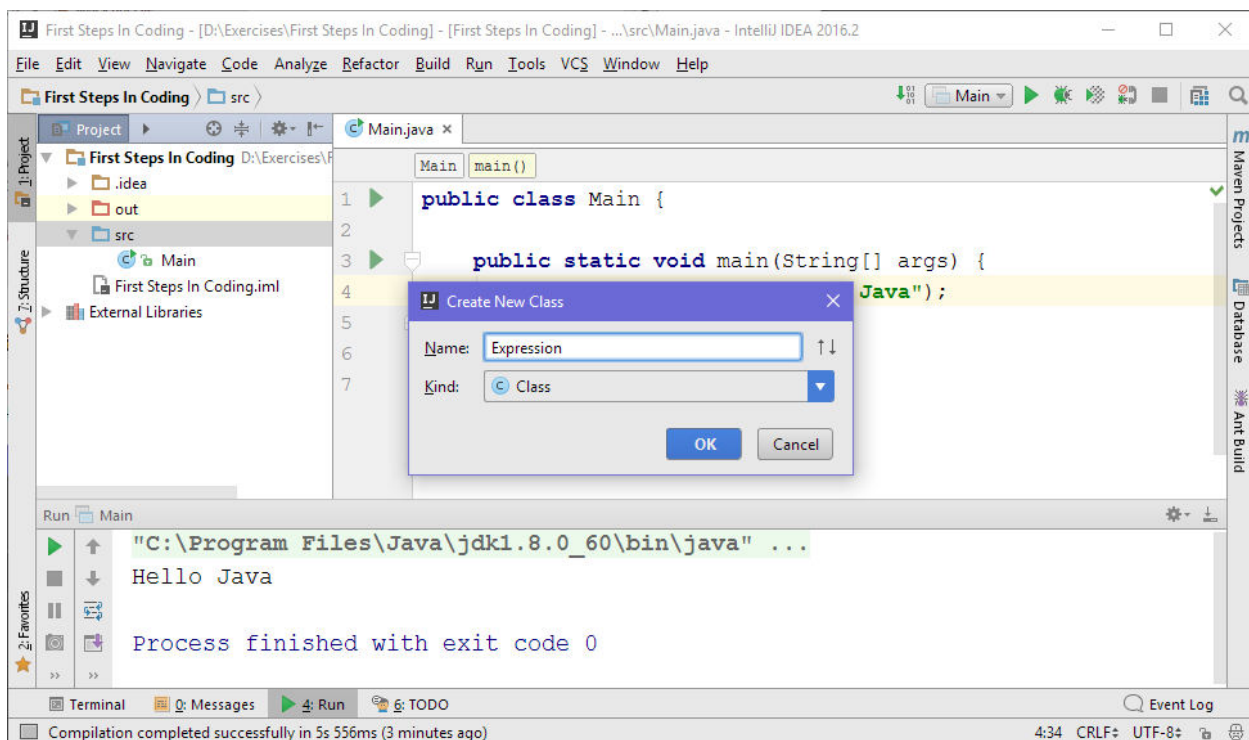 First Steps In Coding - [D:\Exercises\First Steps In Coding] - [First Steps In Coding] - ...\src\Main.java - IntelliJ IDEA 2016.2
File Edit View Navigate Code Analyze Refactor Build Run Tools VCS Window Help
First Steps In Coding src Main
Project Main.java ×
First Steps In Coding D:\Exercises\F
Main main()
.idea
out
src
Main
First Steps In Coding.iml
External Libraries
1 public class Main {
2
3 public static void main(String[] args) {
4 Java");
5
6
7
Create New Class
Name: Expression
Kind: Class
OK Cancel
1: Project
7: Structure
2: Favorites
Maven Projects
Database
Ant Build
Run Main
"C:\Program Files\Java\jdk1.8.0_60\bin\java" ...
Hello Java
Process finished with exit code 0
Terminal 0: Messages 4: Run 6: TODO Event Log
Compilation completed successfully in 5s 556ms (3 minutes ago) 4:34 CRLF UTF-8